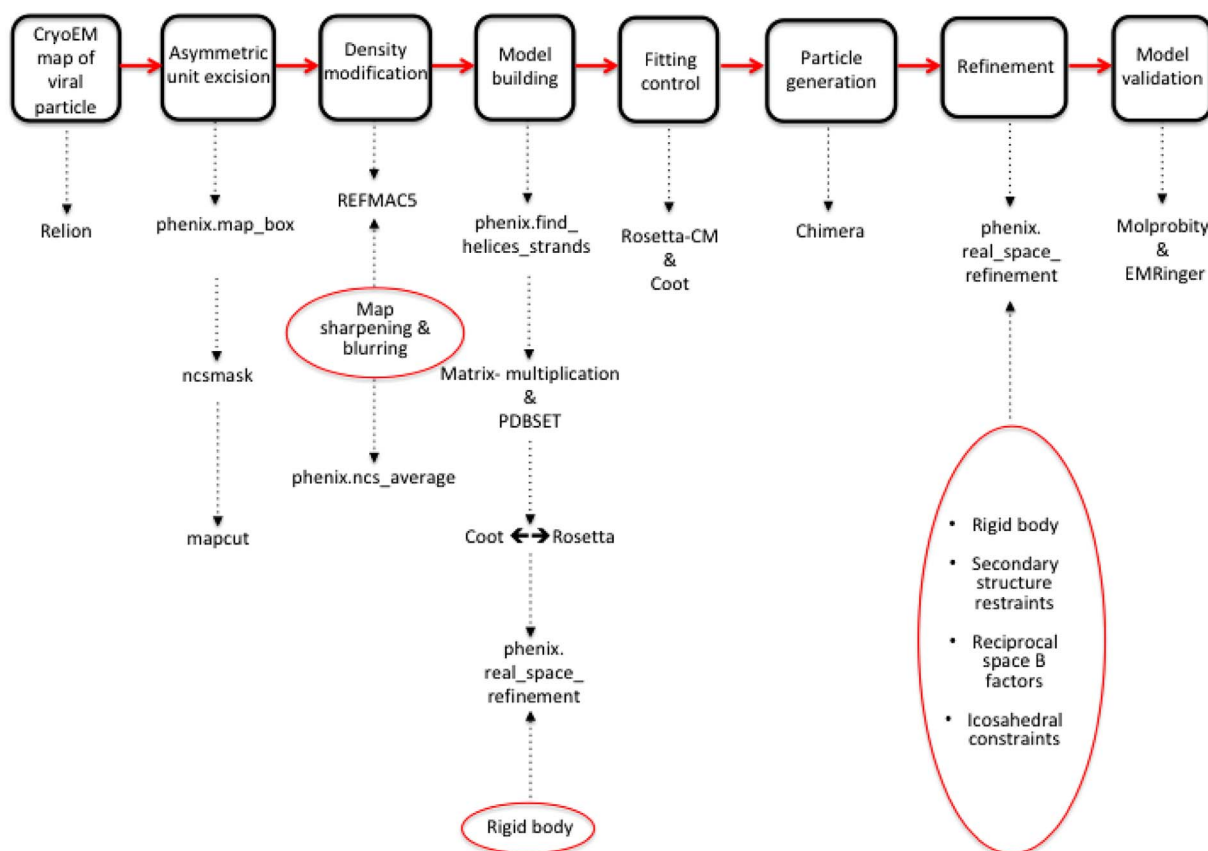 CryoEM
map of
viral
particle
Asymmetric
unit excision
Density
modification
Model
building
Fitting
control
Particle
generation
Refinement
Model
validation
Relion
phenix.map_box
ncsmask
mapcut
REFMAC5
Map
sharpening &
blurring
phenix.ncs_average
phenix.find_
helices_strands
Matrix- multiplication
&
PDBSET
Coot
Rosetta
phenix.
real_space_
refinement
Rigid body
Rosetta-CM
&
Coot
Chimera
phenix.
real_space_
refinement
• Rigid body
• Secondary
structure
restraints
• Reciprocal
space B
factors
• Icosahedral
constraints
Molprobity
&
EMRinger